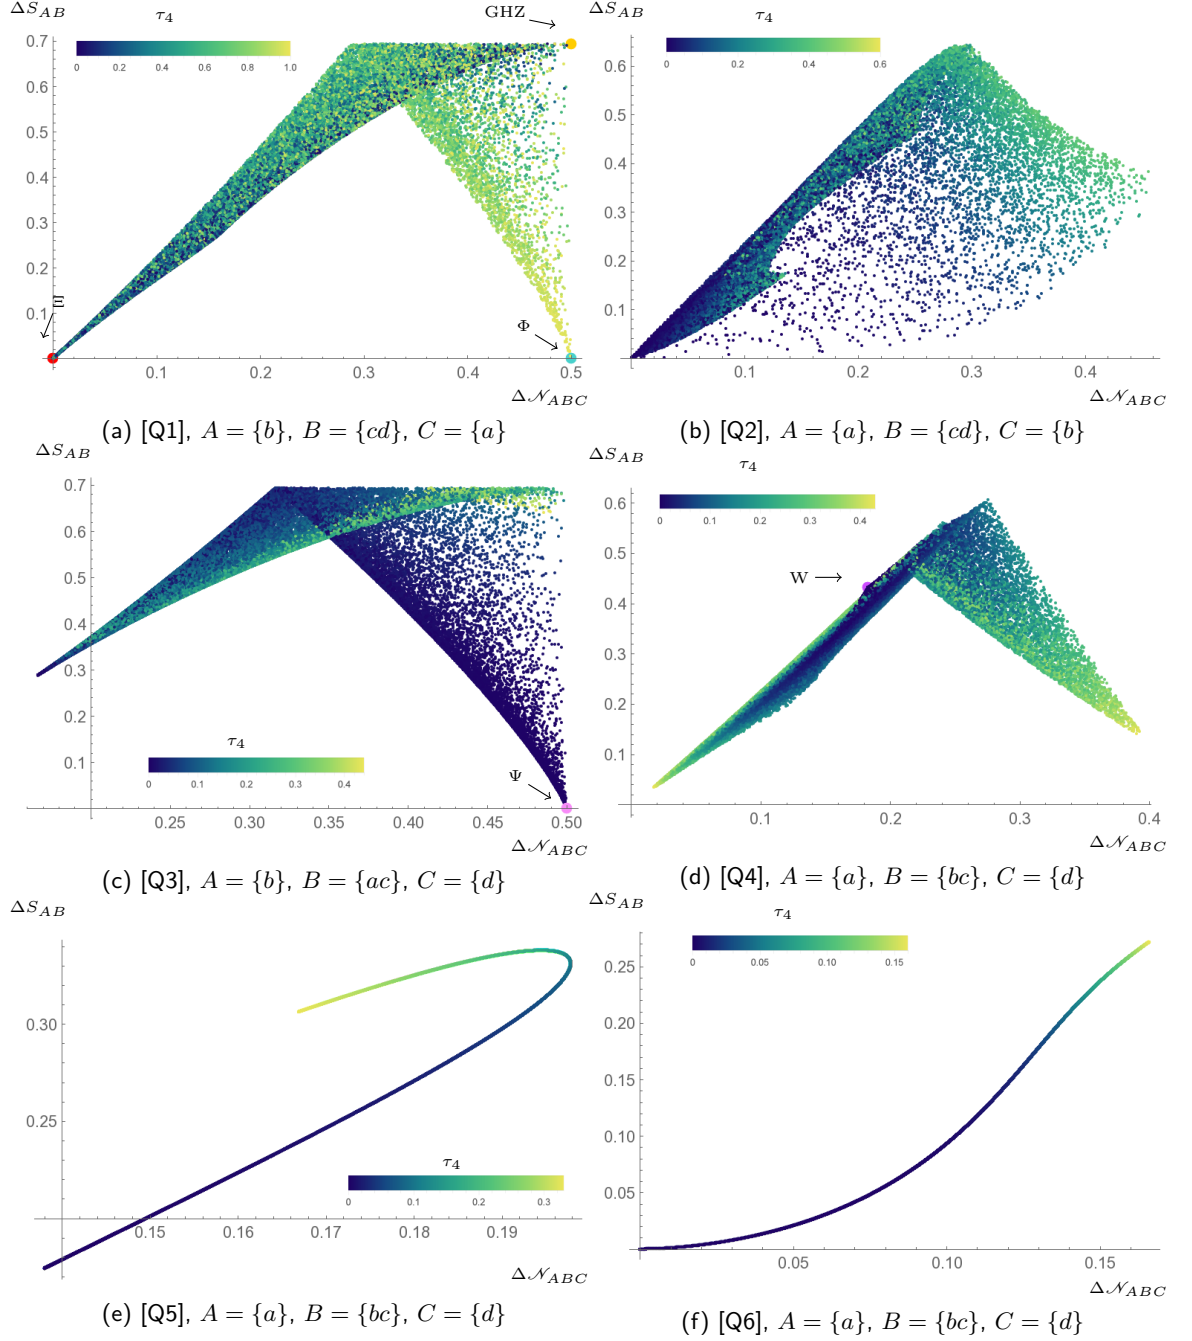 ΔS_AB
τ₄
GHZ
0 0.2 0.4 0.6 0.8 1.0
0.7
0.6
0.5
0.4
0.3
0.2
0.1
Ξ
Φ
0.1 0.2 0.3 0.4 0.5
Δ𝒩_ABC
(a) [Q1], A = {b}, B = {cd}, C = {a}
ΔS_AB
τ₄
0 0.2 0.4 0.6
0.6
0.5
0.4
0.3
0.2
0.1
0.1 0.2 0.3 0.4
Δ𝒩_ABC
(b) [Q2], A = {a}, B = {cd}, C = {b}
ΔS_AB
0.7
0.6
0.5
0.4
0.3
0.2
0.1
τ₄
0 0.1 0.2 0.3 0.4
Ψ
0.25 0.30 0.35 0.40 0.45 0.50
Δ𝒩_ABC
(c) [Q3], A = {b}, B = {ac}, C = {d}
ΔS_AB
τ₄
0 0.1 0.2 0.3 0.4
0.6
0.5
0.4
0.3
0.2
0.1
W
0.1 0.2 0.3 0.4
Δ𝒩_ABC
(d) [Q4], A = {a}, B = {bc}, C = {d}
ΔS_AB
0.30
0.25
τ₄
0 0.1 0.2 0.3
0.15 0.16 0.17 0.18 0.19
Δ𝒩_ABC
(e) [Q5], A = {a}, B = {bc}, C = {d}
ΔS_AB
τ₄
0 0.05 0.10 0.15
0.25
0.20
0.15
0.10
0.05
0.05 0.10 0.15
Δ𝒩_ABC
(f) [Q6], A = {a}, B = {bc}, C = {d}